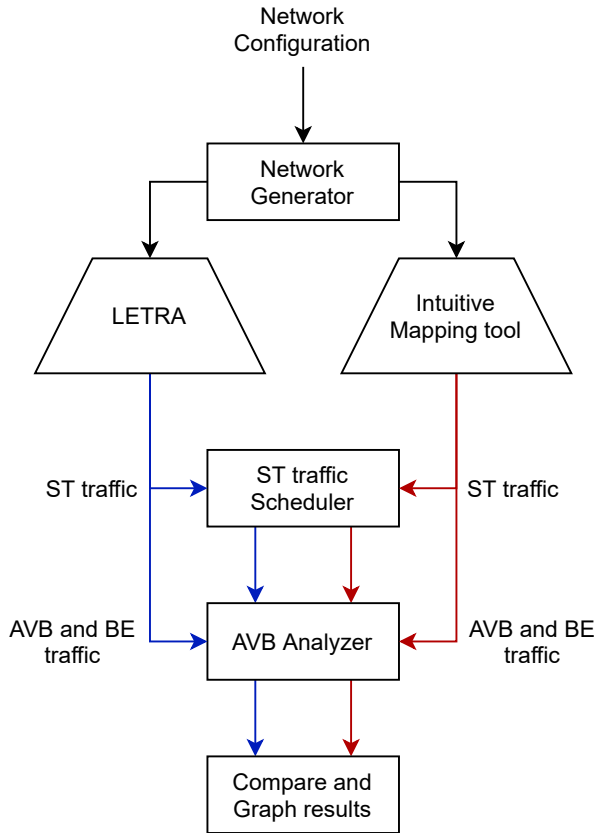 Network
Configuration
Network
Generator
LETRA
Intuitive
Mapping tool
ST traffic
ST traffic
Scheduler
ST traffic
AVB and BE
traffic
AVB Analyzer
AVB and BE
traffic
Compare and
Graph results